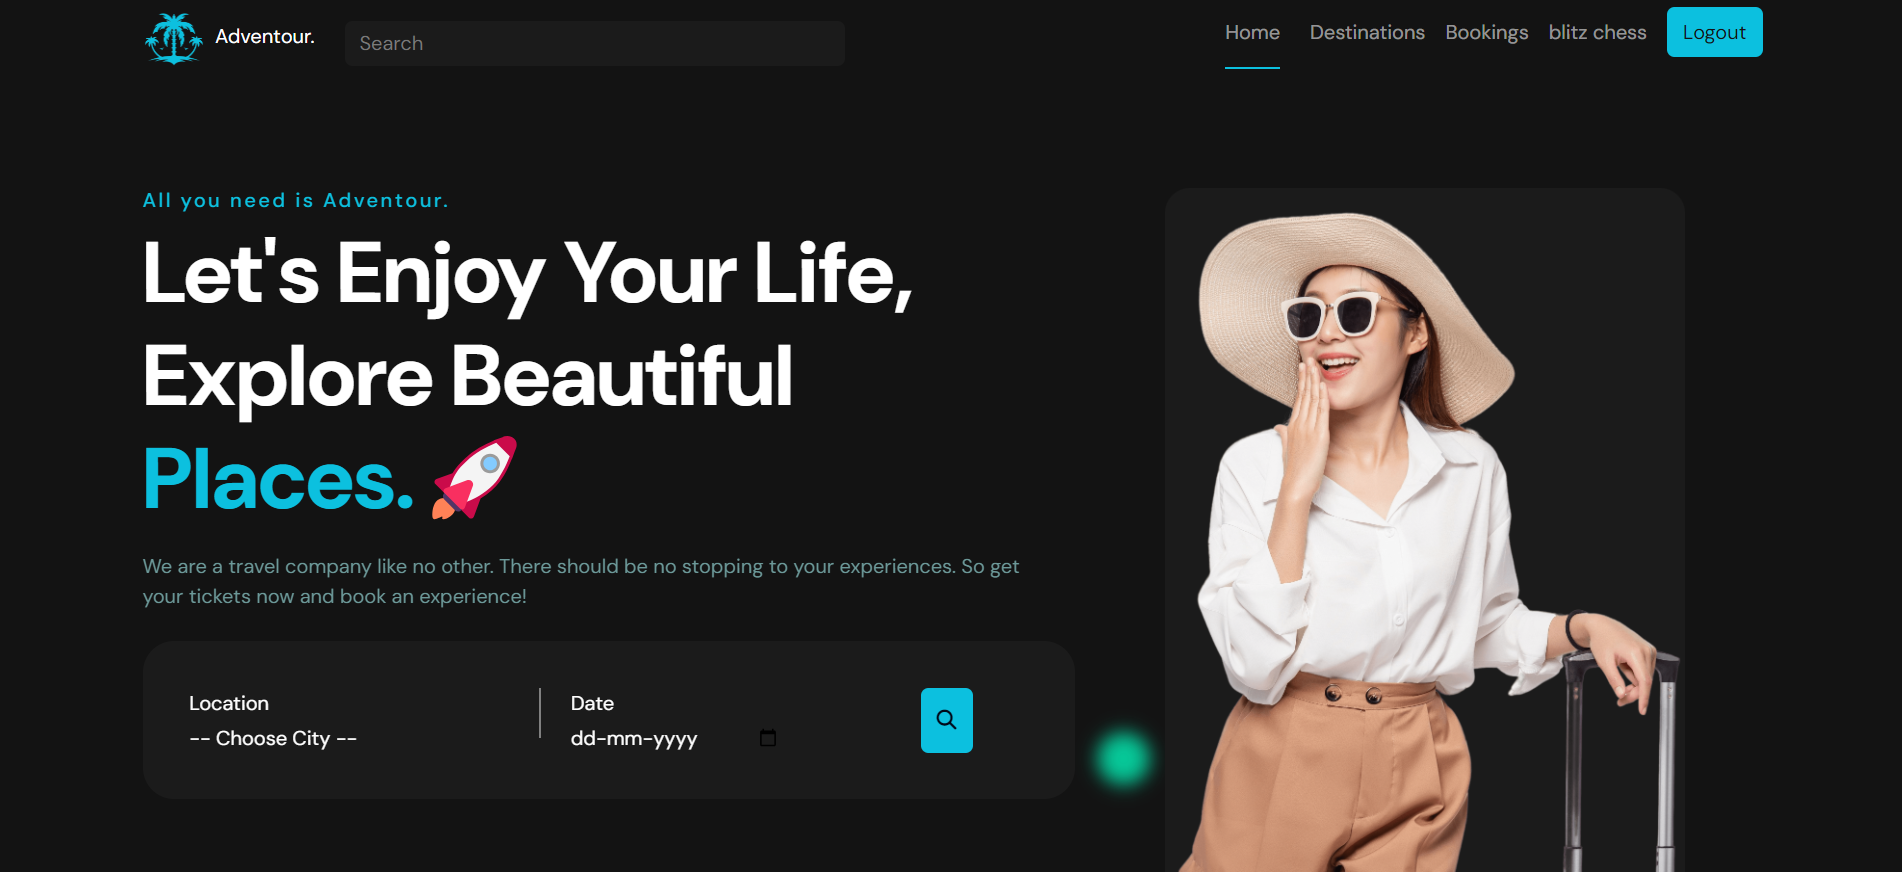 Adventour.
Search
Home
Destinations
Bookings
blitz chess
Logout
All you need is Adventour.
Let's Enjoy Your Life,
Explore Beautiful
Places. 🚀
We are a travel company like no other. There should be no stopping to your experiences. So get
your tickets now and book an experience!
Location
-- Choose City --
Date
dd-mm-yyyy